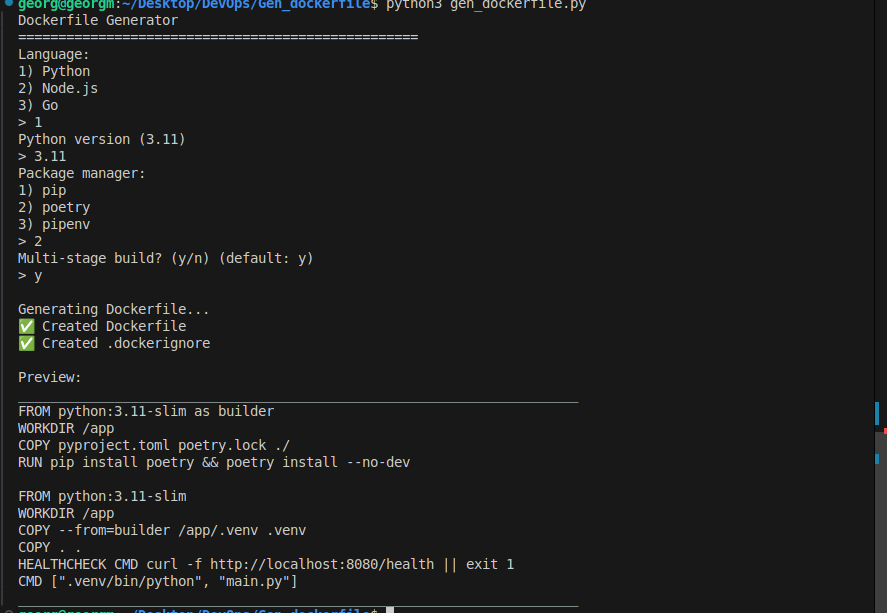 georg@georgm:~/Desktop/DevOps/Gen_dockerfile$ python3 gen_dockerfile.py
Dockerfile Generator
==================================================
Language:
1) Python
2) Node.js
3) Go
> 1
Python version (3.11)
> 3.11
Package manager:
1) pip
2) poetry
3) pipenv
> 2
Multi-stage build? (y/n) (default: y)
> y
Generating Dockerfile...
✅ Created Dockerfile
✅ Created .dockerignore
Preview:
______________________________________________________________________
FROM python:3.11-slim as builder
WORKDIR /app
COPY pyproject.toml poetry.lock ./
RUN pip install poetry && poetry install --no-dev
FROM python:3.11-slim
WORKDIR /app
COPY --from=builder /app/.venv .venv
COPY . .
HEALTHCHECK CMD curl -f http://localhost:8080/health || exit 1
CMD [".venv/bin/python", "main.py"]
______________________________________________________________________
georg@georgm:~/Desktop/DevOps/Gen_dockerfile$